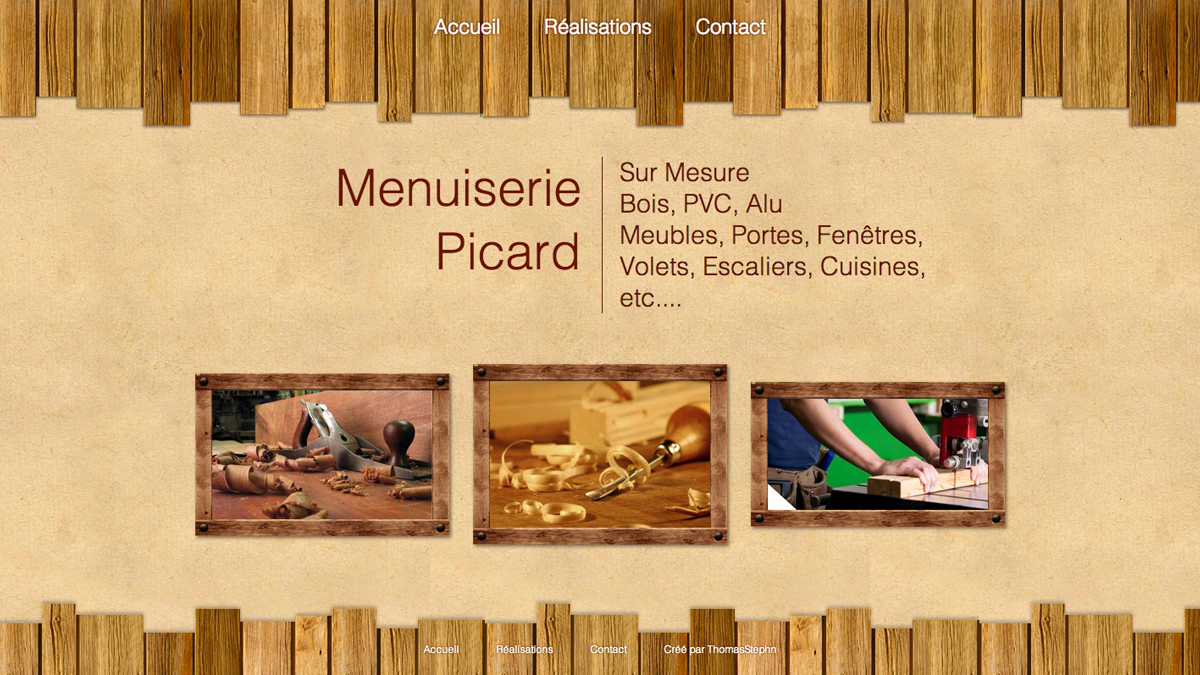 Accueil Réalisations Contact
Menuiserie
Picard
Sur Mesure
Bois, PVC, Alu
Meubles, Portes, Fenêtres,
Volets, Escaliers, Cuisines,
etc....
Accueil Réalisations Contact Créé par ThomasStephn